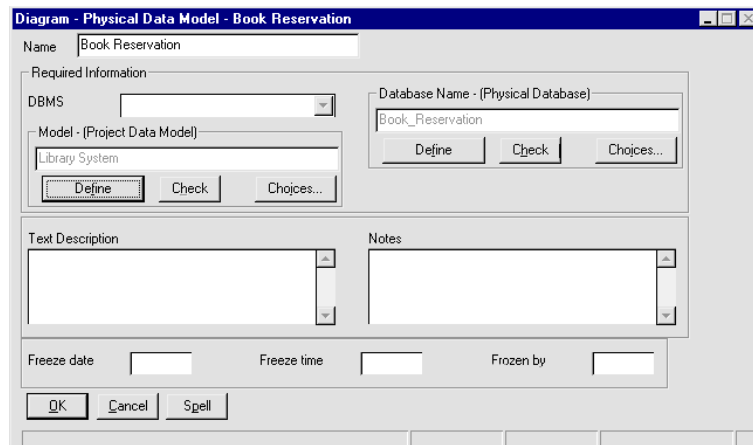 Diagram - Physical Data Model - Book Reservation
Name Book Reservation
Required Information
DBMS
Database Name - (Physical Database)
Book_Reservation
Define Check Choices...
Model - (Project Data Model)
Library System
Define Check Choices...
Text Description Notes
Freeze date Freeze time Frozen by
OK Cancel Spell